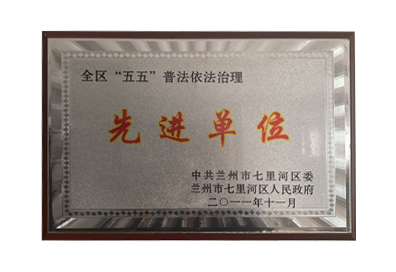 全区“五五”普法依法治理
先进单位
中共兰州市七里河区委
兰州市七里河区人民政府
二〇一一年十一月